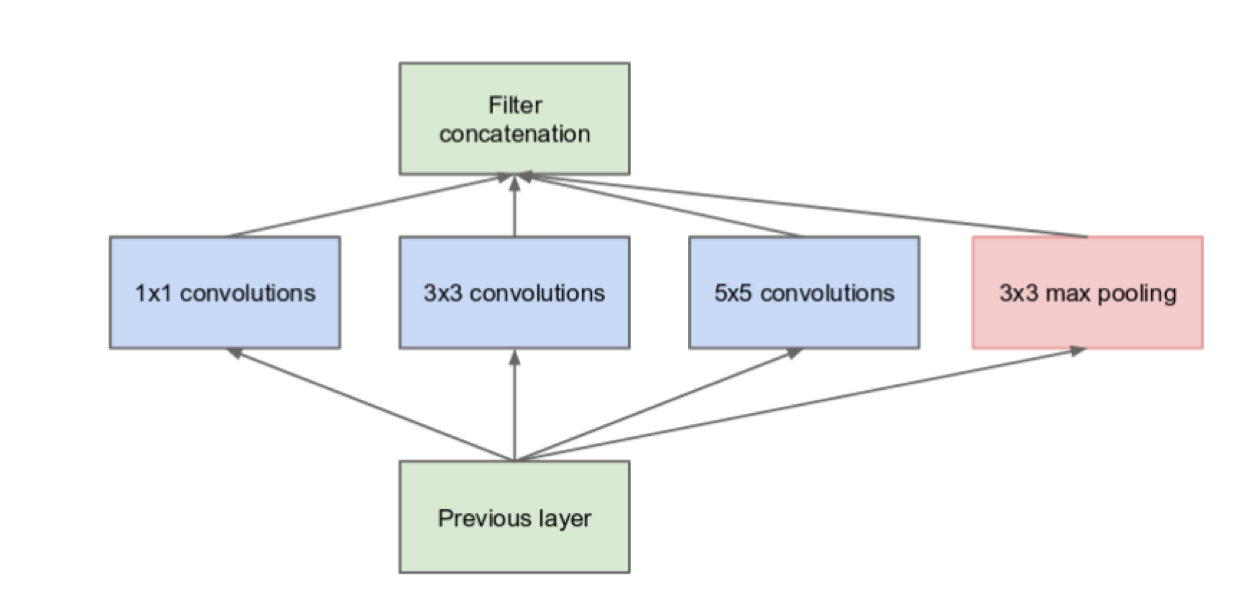 Filter
concatenation
1x1 convolutions
3x3 convolutions
5x5 convolutions
3x3 max pooling
Previous layer